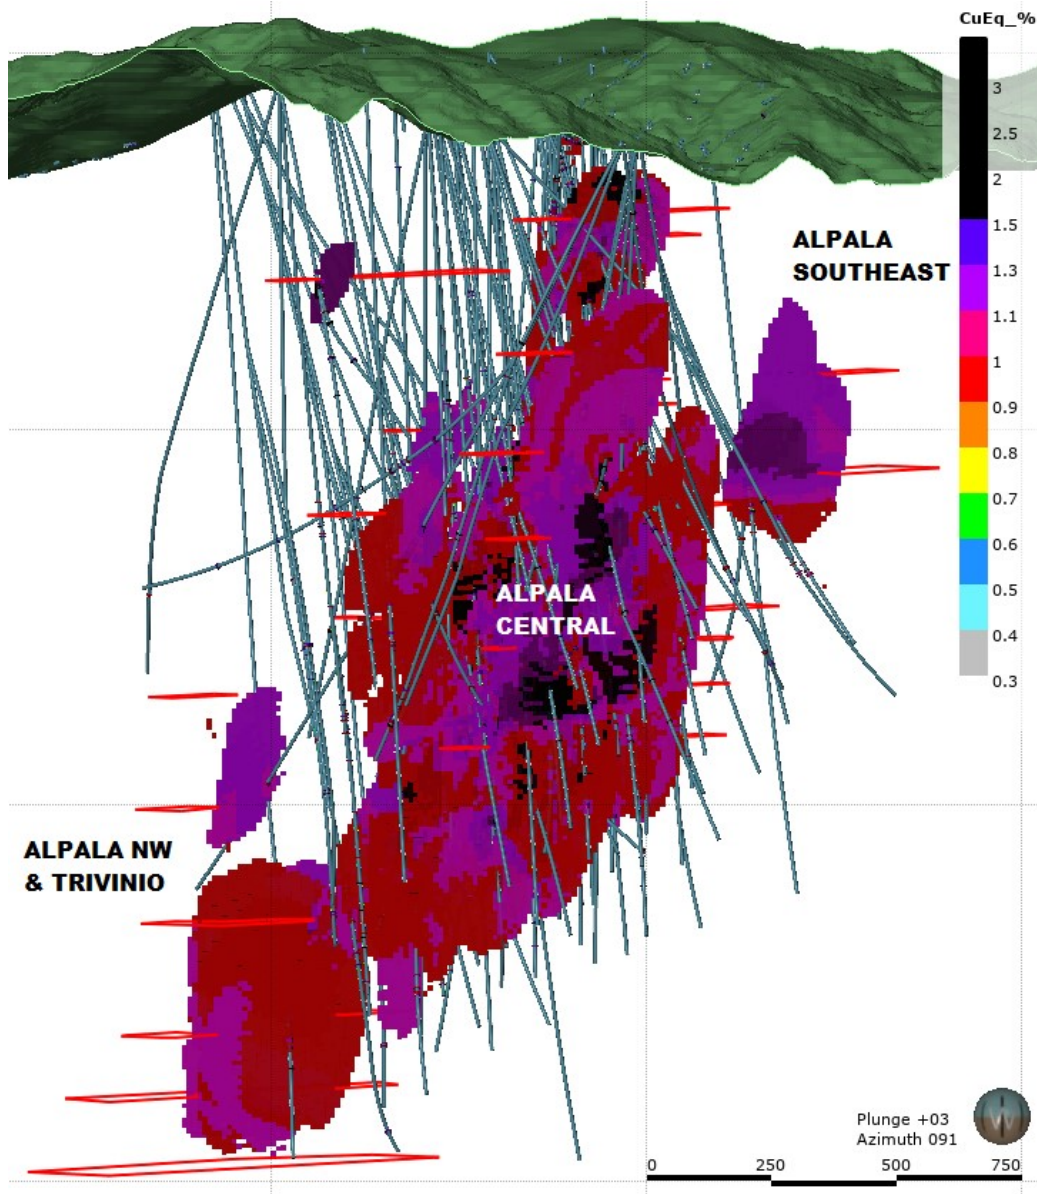 CuEq_%
3
2.5
2
1.5
1.3
1.1
1
0.9
0.8
0.7
0.6
0.5
0.4
0.3
ALPALA
SOUTHEAST
ALPALA
CENTRAL
ALPALA NW
& TRIVINIO
Plunge +03
Azimuth 091
0 250 500 750